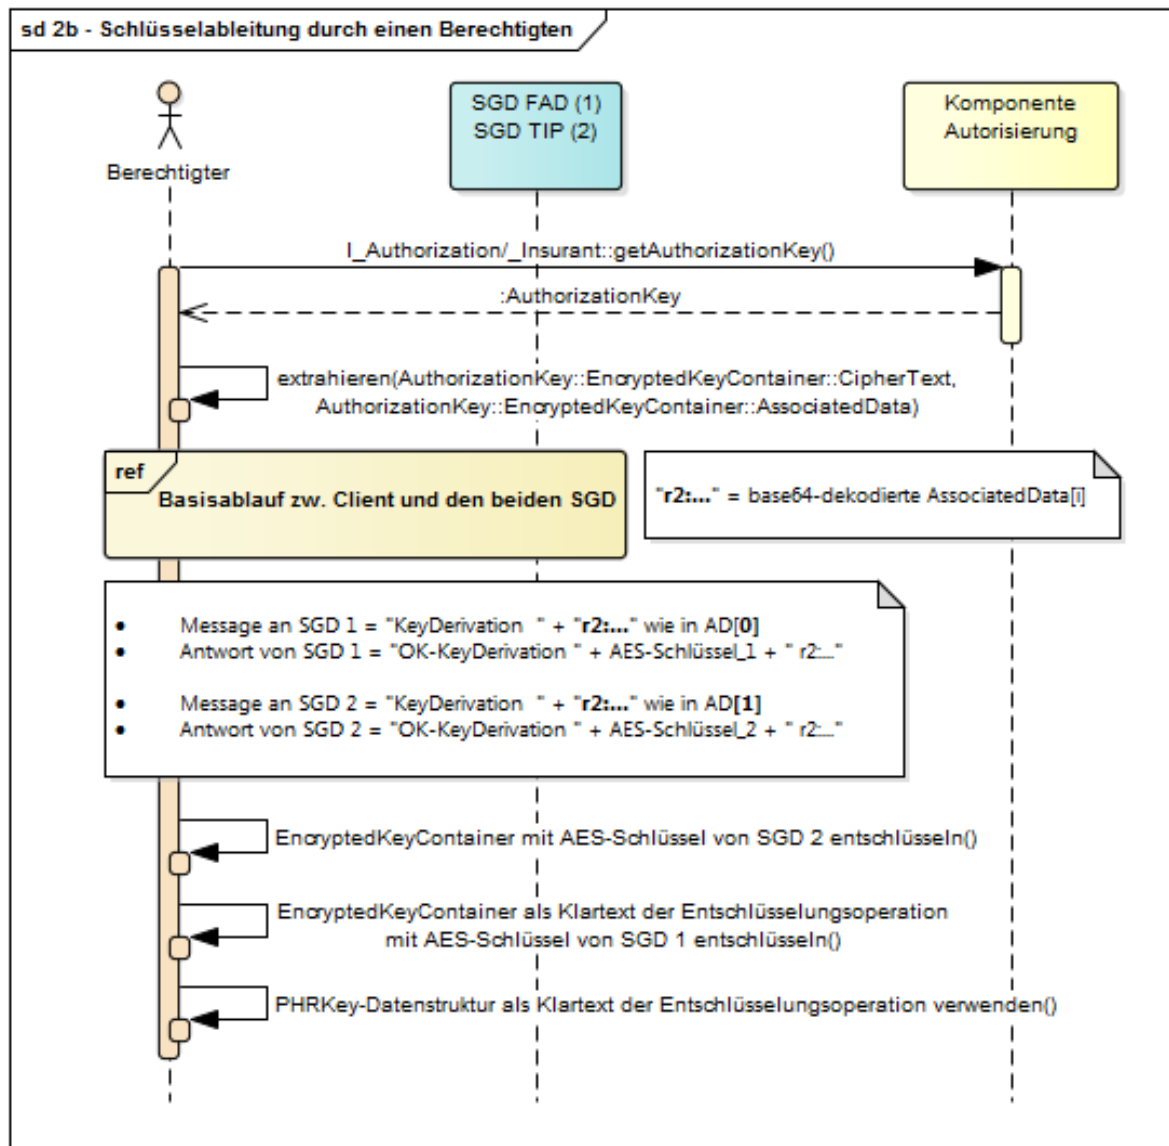 sd 2b - Schlüsselableitung durch einen Berechtigten
Berechtigter
SGD FAD (1)
SGD TIP (2)
Komponente
Autorisierung
I_Authorization/_Insurant::getAuthorizationKey()
:AuthorizationKey
extrahieren(AuthorizationKey::EncryptedKeyContainer::CipherText,
AuthorizationKey::EncryptedKeyContainer::AssociatedData)
ref
Basisablauf zw. Client und den beiden SGD
"r2:..." = base64-dekodierte AssociatedData[i]
• Message an SGD 1 = "KeyDerivation " + "r2:..." wie in AD[0]
• Antwort von SGD 1 = "OK-KeyDerivation " + AES-Schlüssel_1 + " r2:..."
• Message an SGD 2 = "KeyDerivation " + "r2:..." wie in AD[1]
• Antwort von SGD 2 = "OK-KeyDerivation " + AES-Schlüssel_2 + " r2:..."
EncryptedKeyContainer mit AES-Schlüssel von SGD 2 entschlüsseln()
EncryptedKeyContainer als Klartext der Entschlüsselungsoperation
mit AES-Schlüssel von SGD 1 entschlüsseln()
PHRKey-Datenstruktur als Klartext der Entschlüsselungsoperation verwenden()